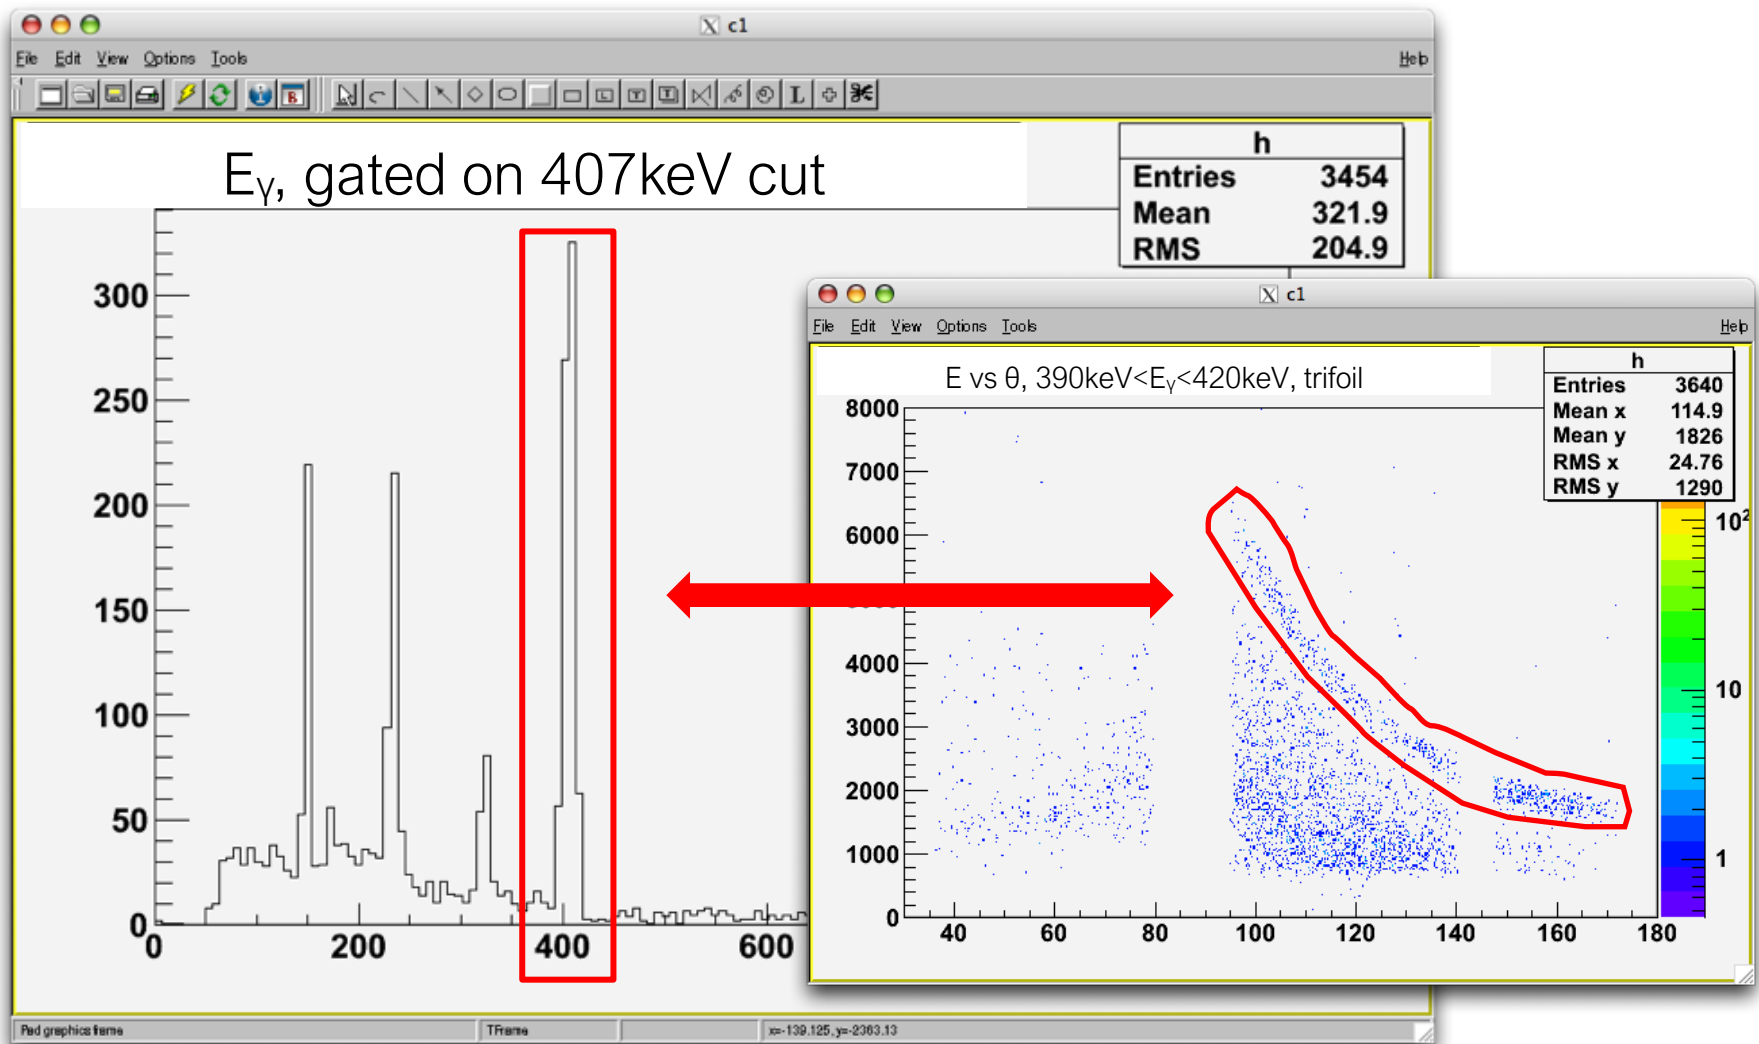 c1
File Edit View Options Tools Help
Eγ, gated on 407keV cut
h
Entries 3454
Mean 321.9
RMS 204.9
300
250
200
150
100
50
0
0 200 400 600
c1
File Edit View Options Tools Help
E vs θ, 390keV<Eγ<420keV, trifoil
h
Entries 3640
Mean x 114.9
Mean y 1826
RMS x 24.76
RMS y 1290
8000
7000
6000
4000
3000
2000
1000
0
40 60 80 100 120 140 160 180
10²
10
1
Pad graphics frame TFrame x=-139.125, y=-2363.13